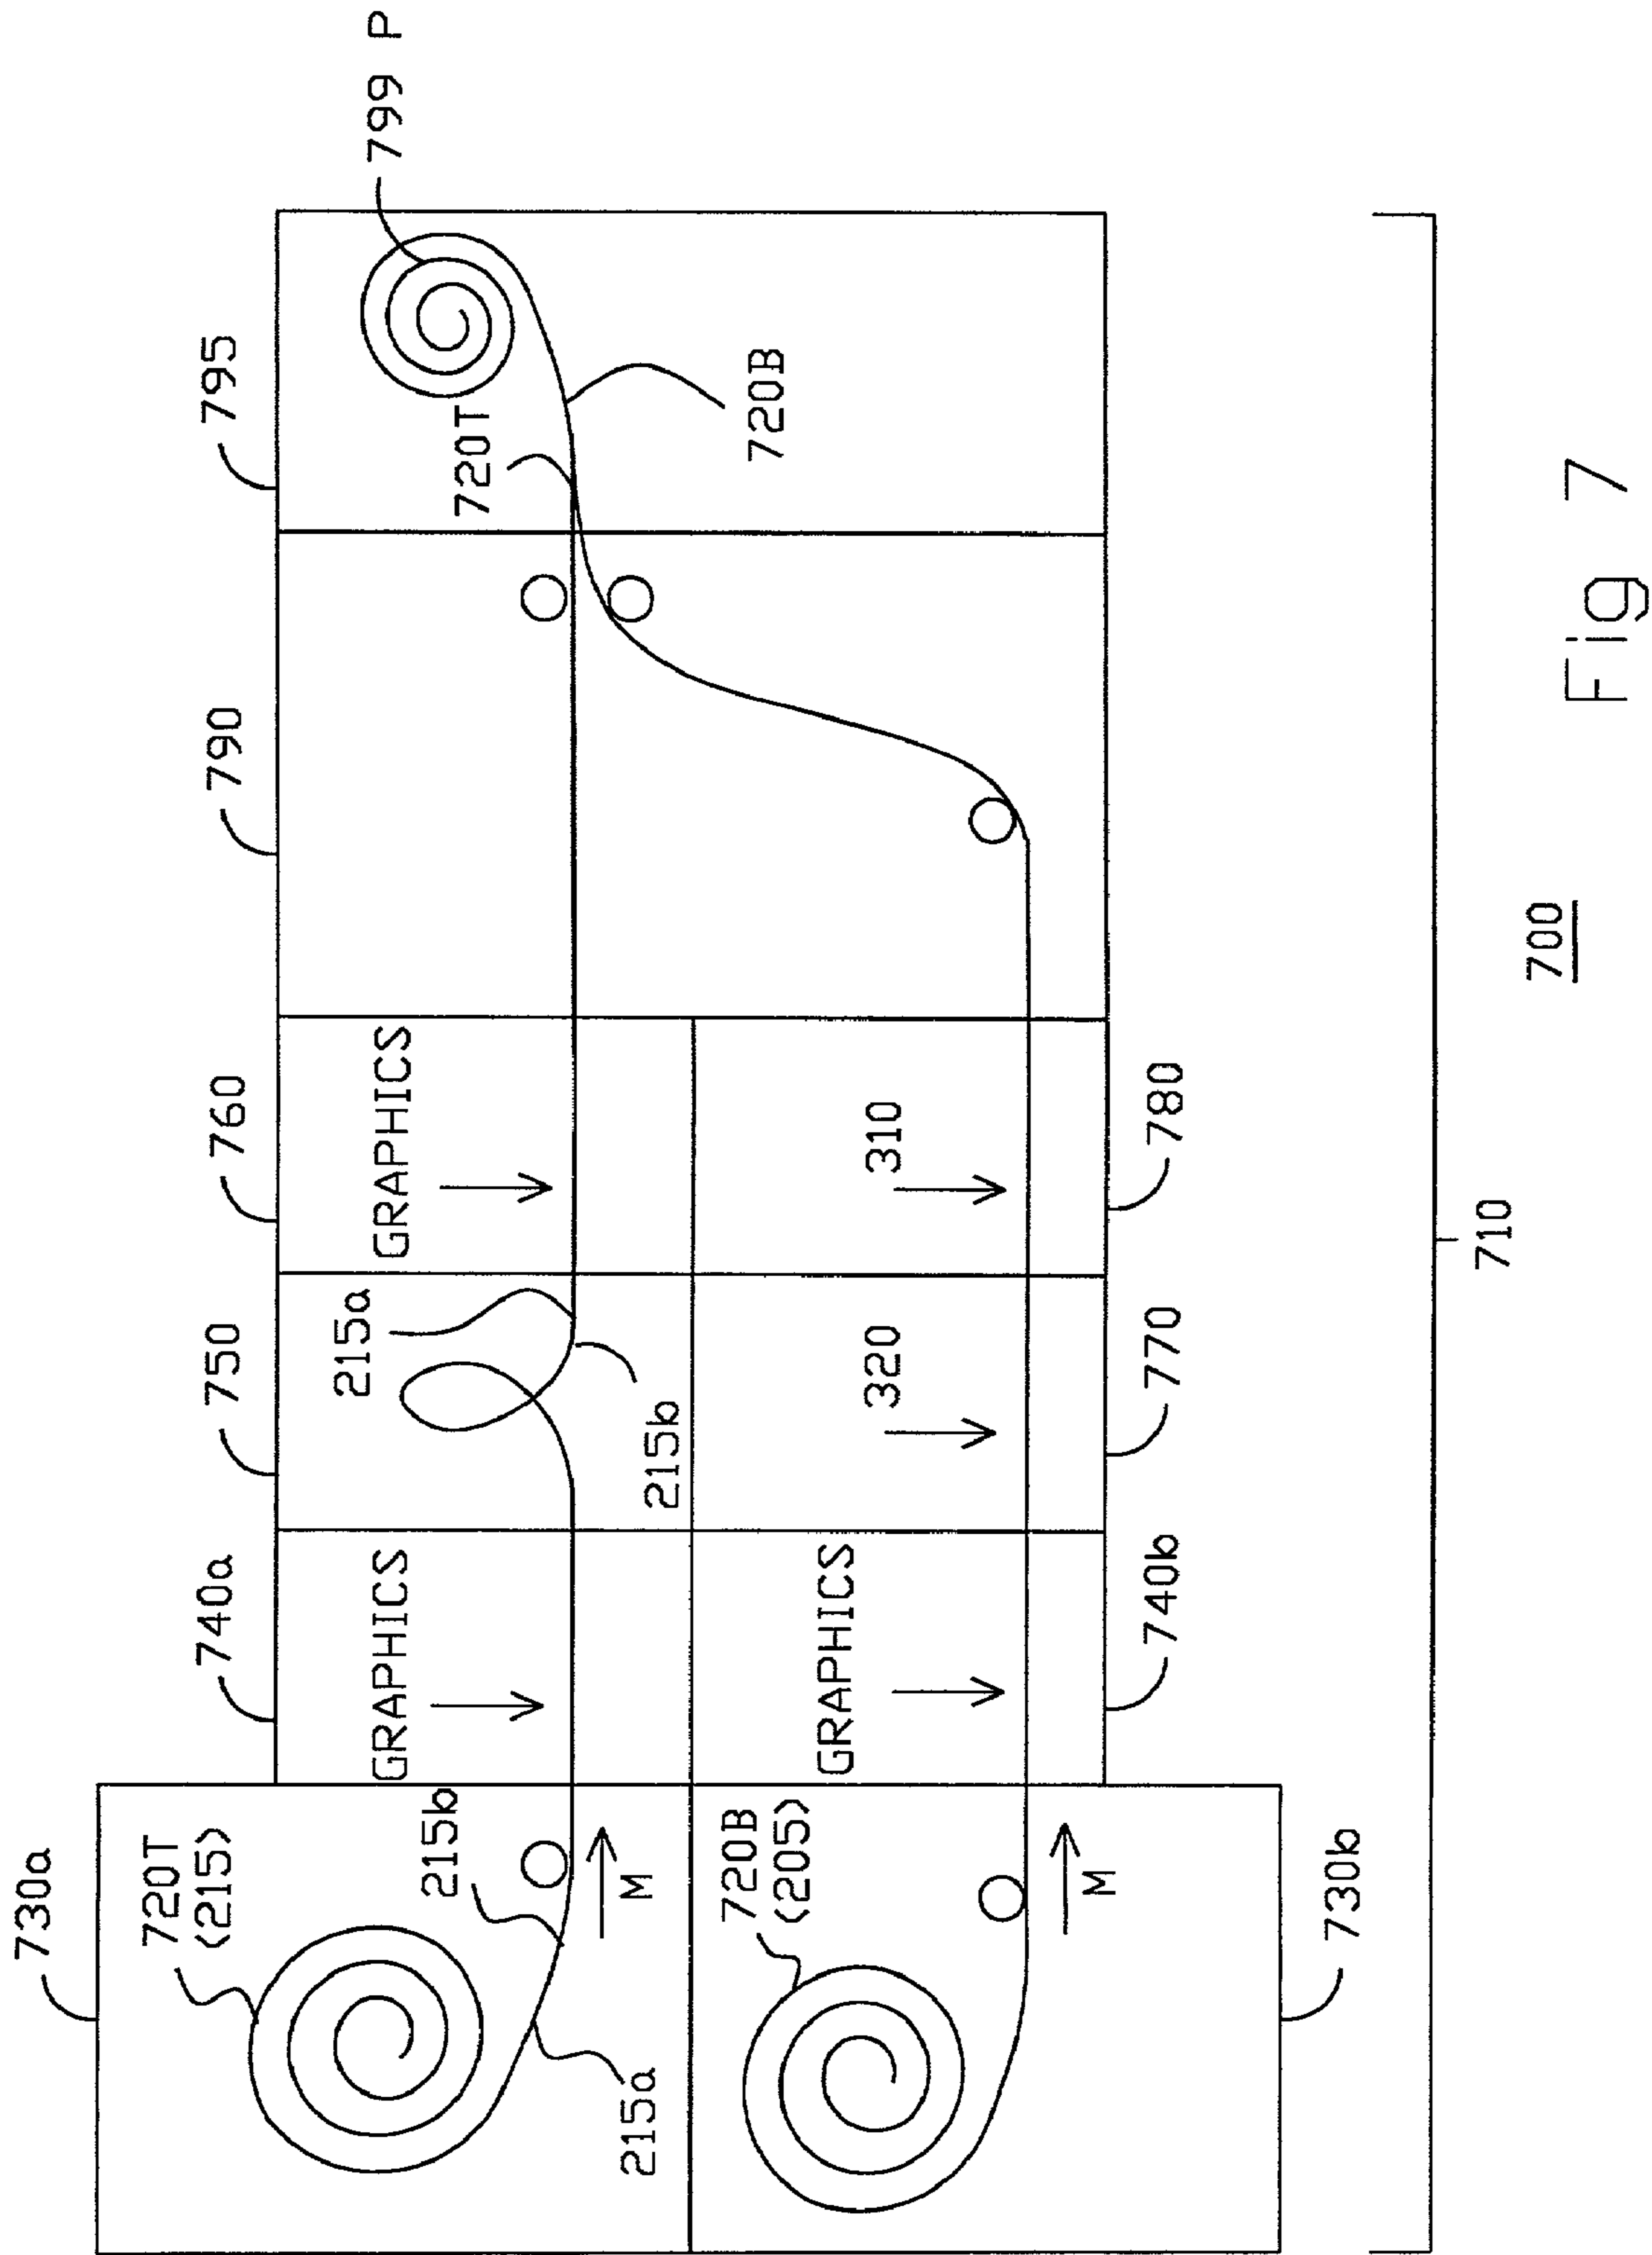 730a
720T
(215)
215b
215a
M
740a
GRAPHICS
750
215a
215b
760
GRAPHICS
790
795
720T
720B
799 P
720B
(205)
M
730b
GRAPHICS
740b
320
770
310
780
710
700
Fig 7